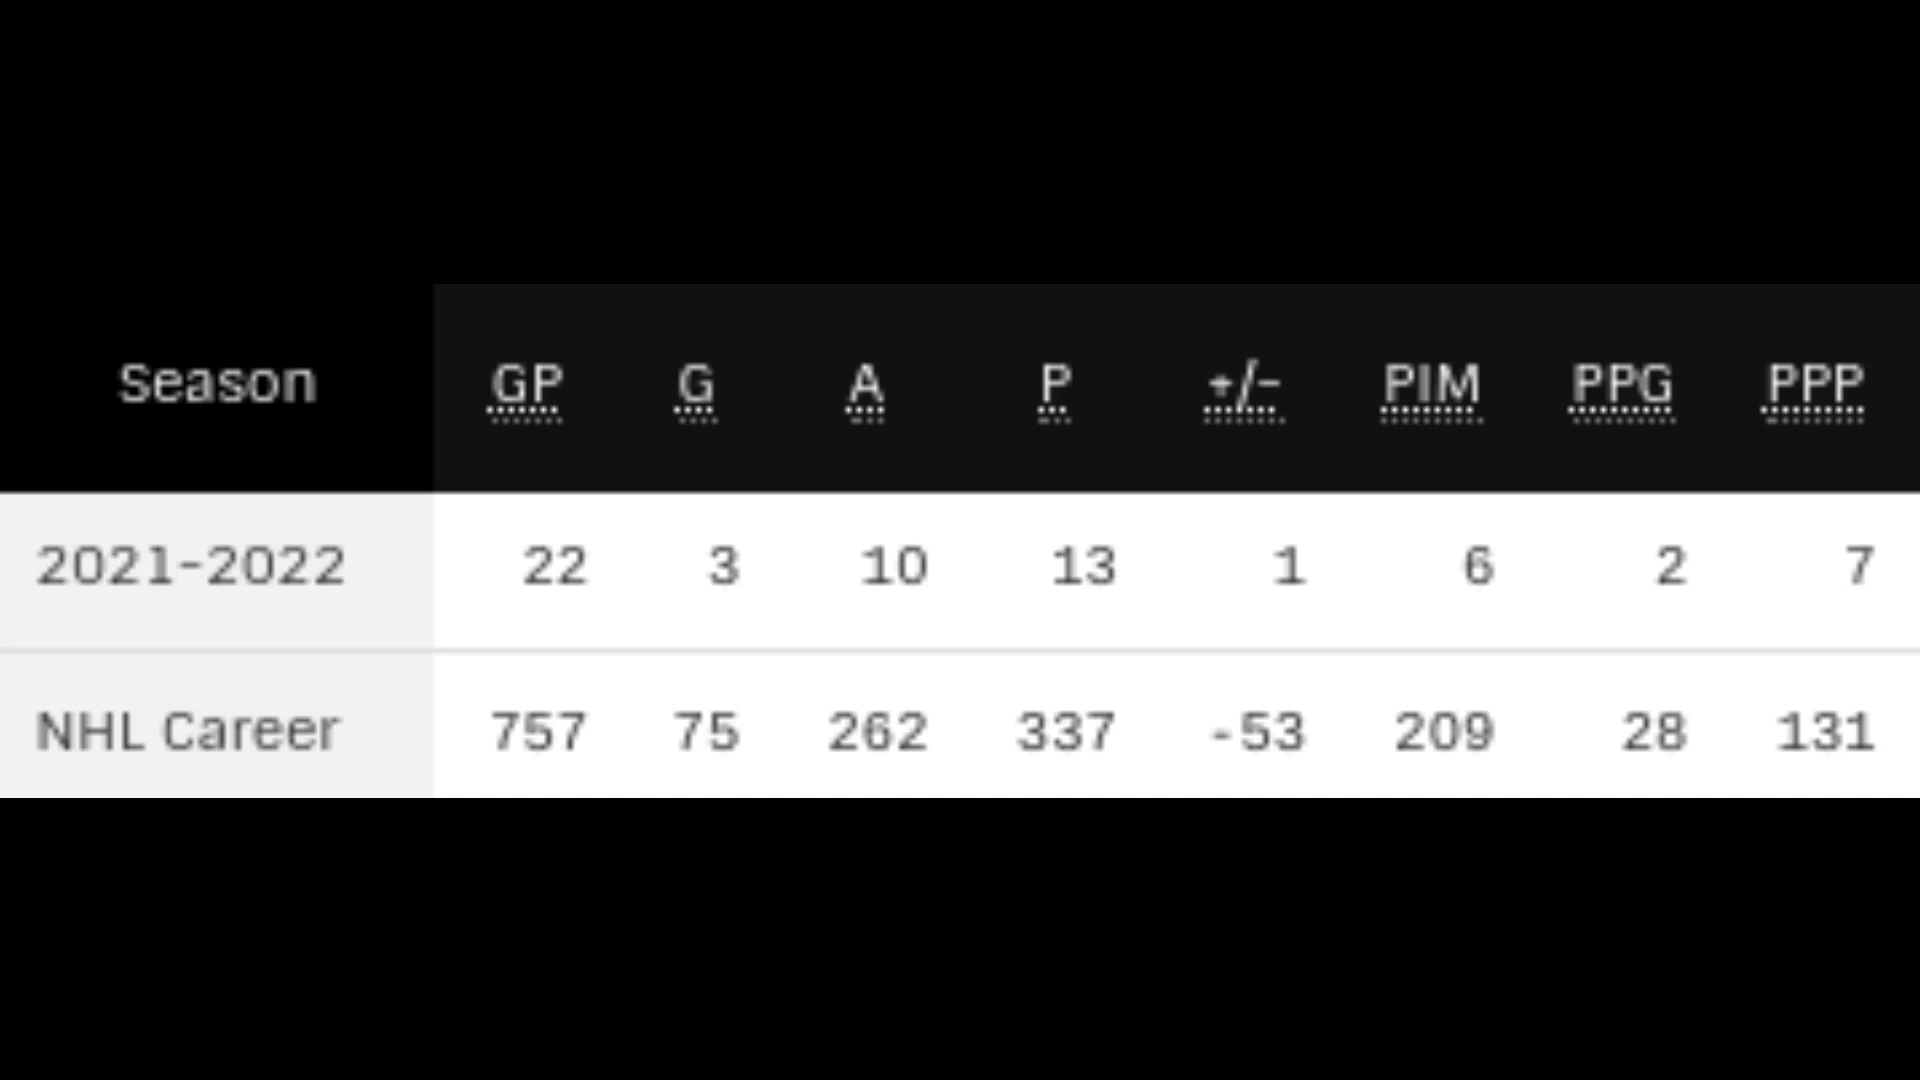 Season GP G A P +/- PIM PPG PPP
2021-2022 22 3 10 13 1 6 2 7
NHL Career 757 75 262 337 -53 209 28 131